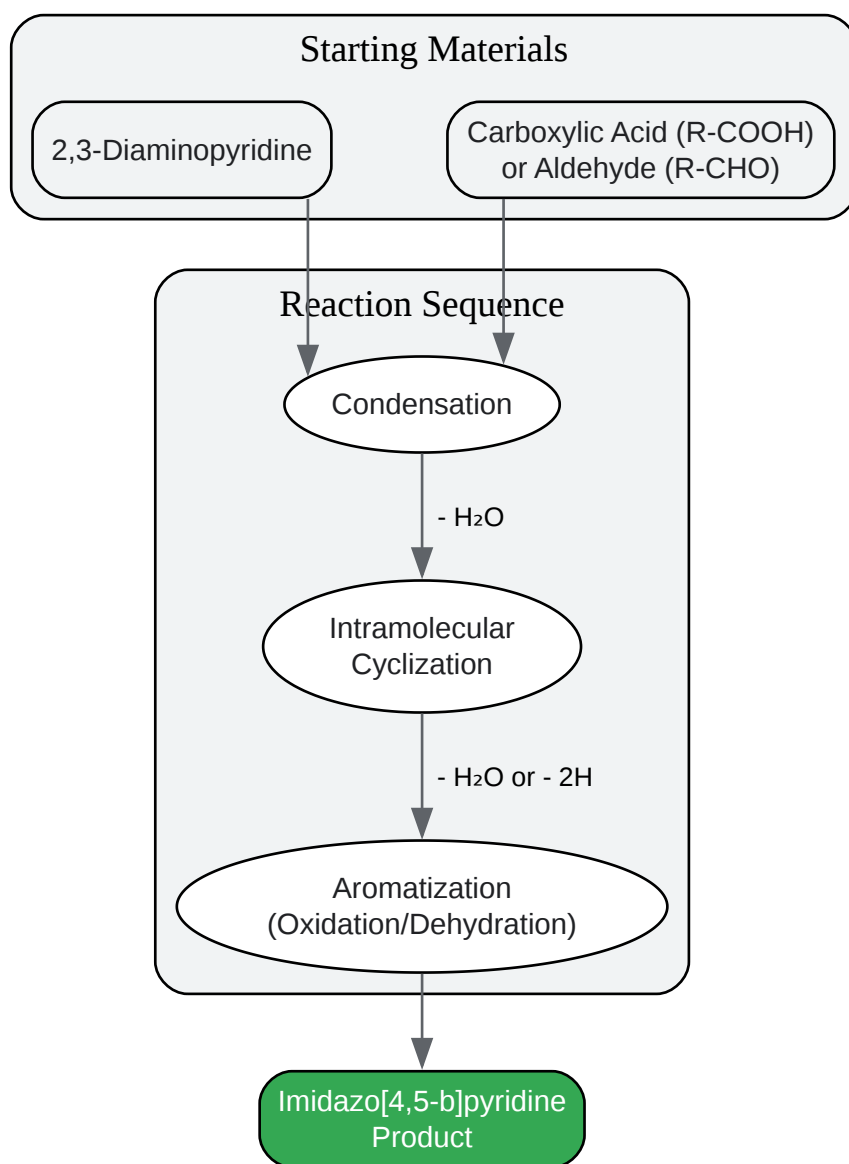 Starting Materials
2,3-Diaminopyridine
Carboxylic Acid (R-COOH)
or Aldehyde (R-CHO)
Reaction Sequence
Condensation
- H₂O
Intramolecular
Cyclization
- H₂O or - 2H
Aromatization
(Oxidation/Dehydration)
Imidazo[4,5-b]pyridine
Product